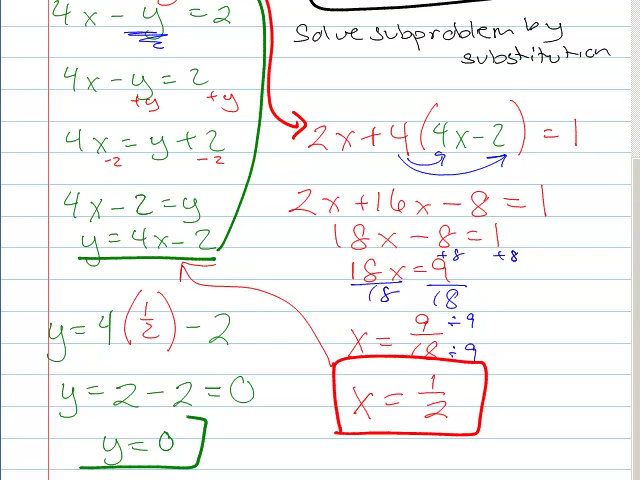 4x - y = 2
Solve subproblem by
substitution
4x - y = 2
+y +y
4x = y + 2
-2 -2
4x - 2 = y
y = 4x - 2
2x + 4(4x - 2) = 1
2x + 16x - 8 = 1
18x - 8 = 1
+8 +8
18x = 9
18 18
x = 9/18 ÷9 ÷9
x = 1/2
y = 4(1/2) - 2
y = 2 - 2 = 0
y = 0